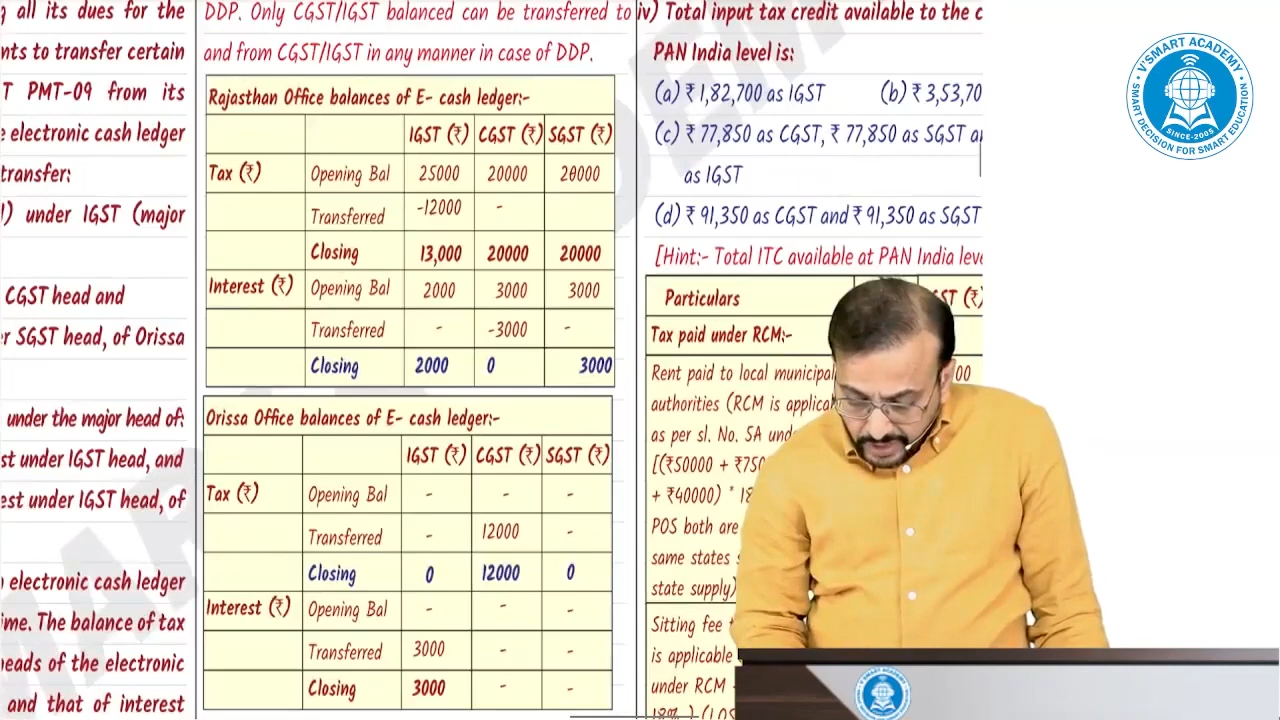 g all its dues for the
nts to transfer certain
T PMT-09 from its
e electronic cash ledger
transfer:
l) under IGST (major
CGST head and
r SGST head, of Orissa
under the major head of:
st under IGST head, and
est under IGST head, of
electronic cash ledger
ime. The balance of tax
eads of the electronic
and that of interest
DDP. Only CGST/IGST balanced can be transferred to
and from CGST/IGST in any manner in case of DDP.
Rajasthan Office balances of E- cash ledger:-
IGST (₹) CGST (₹) SGST (₹)
Tax (₹) Opening Bal 25000 20000 20000
Transferred -12000 -
Closing 13,000 20000 20000
Interest (₹) Opening Bal 2000 3000 3000
Transferred - -3000 -
Closing 2000 0 3000
Orissa Office balances of E- cash ledger:-
IGST (₹) CGST (₹) SGST (₹)
Tax (₹) Opening Bal - - -
Transferred - 12000 -
Closing 0 12000 0
Interest (₹) Opening Bal - - -
Transferred 3000 - -
Closing 3000 - -
iv) Total input tax credit available to the c
PAN India level is:
(a) ₹ 1,82,700 as IGST (b) ₹ 3,53,70
(c) ₹ 77,850 as CGST, ₹ 77,850 as SGST an
as IGST
(d) ₹ 91,350 as CGST and ₹ 91,350 as SGST
[Hint:- Total ITC available at PAN India leve
Particulars GST (₹)
Tax paid under RCM:-
Rent paid to local municipal 00
authorities (RCM is applica
as per sl. No. 5A und
[(₹50000 + ₹750
+ ₹40000) * 18
POS both are
same states s
state supply)
Sitting fee
is applicable
under RCM -
18% ) (LOS
V'SMART ACADEMY
SINCE-2005
SMART DECISION FOR SMART EDUCATION